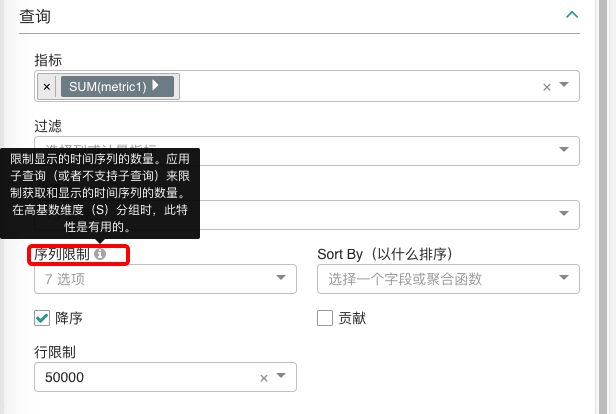 查询
指标
× SUM(metric1)
×
过滤
限制显示的时间序列的数量。应用
子查询（或者不支持子查询）来限
制获取和显示的时间序列的数量。
在高基数维度（S）分组时，此特
性是有用的。
序列限制
Sort By（以什么排序）
7 选项
选择一个字段或聚合函数
降序
贡献
行限制
50000 ×